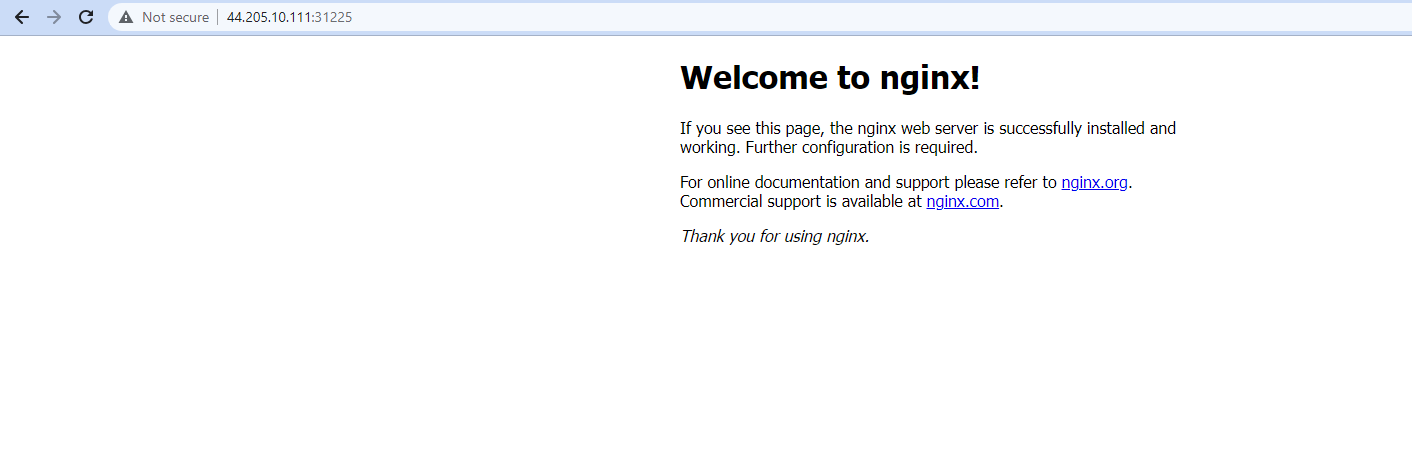 Not secure 44.205.10.111:31225
Welcome to nginx!
If you see this page, the nginx web server is successfully installed and
working. Further configuration is required.
For online documentation and support please refer to nginx.org.
Commercial support is available at nginx.com.
Thank you for using nginx.